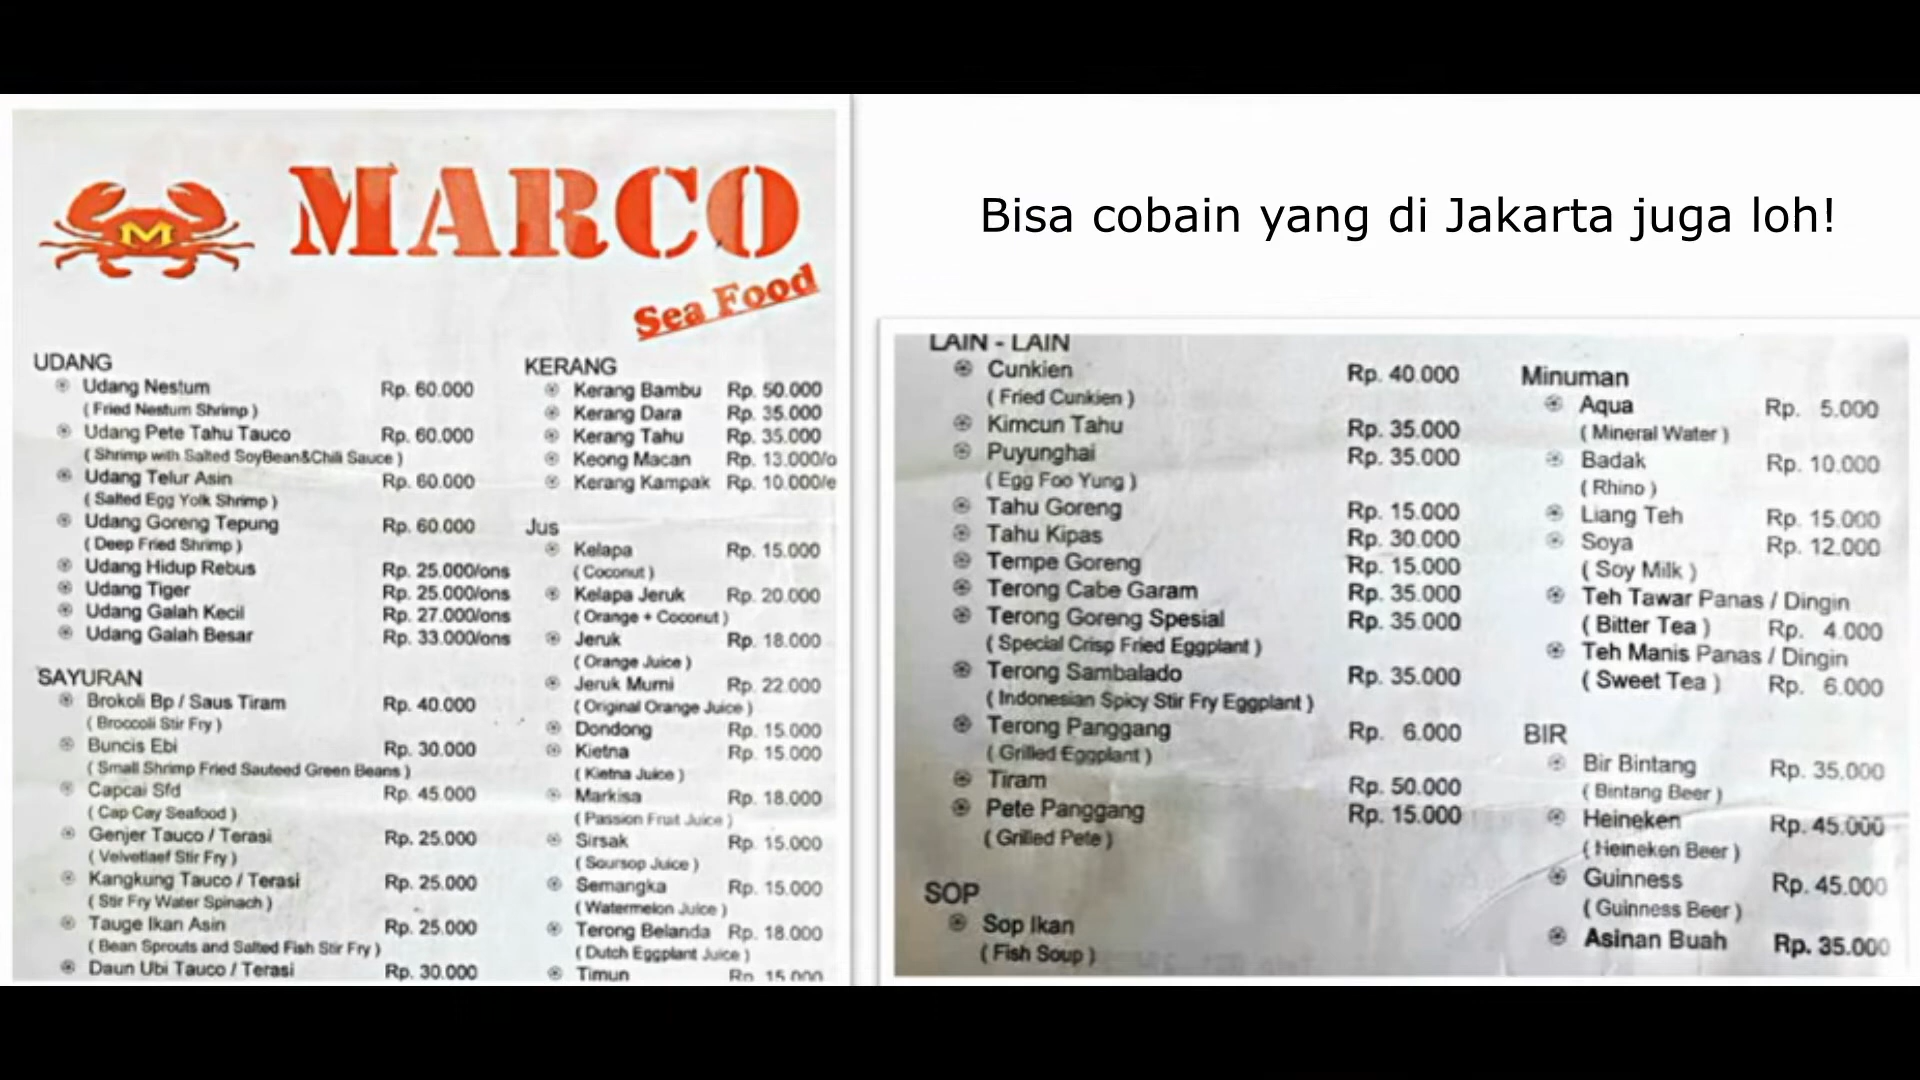 M
MARCO
Sea Food
UDANG
Udang Nestum Rp. 60.000
( Fried Nestum Shrimp )
Udang Pete Tahu Tauco Rp. 60.000
( Shrimp with Salted SoyBean&Chili Sauce )
Udang Telur Asin Rp. 60.000
( Salted Egg Yolk Shrimp )
Udang Goreng Tepung Rp. 60.000
( Deep Fried Shrimp )
Udang Hidup Rebus Rp. 25.000/ons
Udang Tiger Rp. 25.000/ons
Udang Galah Kecil Rp. 27.000/ons
Udang Galah Besar Rp. 33.000/ons
SAYURAN
Brokoli Bp / Saus Tiram Rp. 40.000
( Broccoli Stir Fry )
Buncis Ebi Rp. 30.000
( Small Shrimp Fried Sauteed Green Beans )
Capcai Sfd Rp. 45.000
( Cap Cay Seafood )
Genjer Tauco / Terasi Rp. 25.000
( Velvetlaef Stir Fry )
Kangkung Tauco / Terasi Rp. 25.000
( Stir Fry Water Spinach )
Tauge Ikan Asin Rp. 25.000
( Bean Sprouts and Salted Fish Stir Fry )
Daun Ubi Tauco / Terasi Rp. 30.000
KERANG
Kerang Bambu Rp. 50.000
Kerang Dara Rp. 35.000
Kerang Tahu Rp. 35.000
Keong Macan Rp. 13.000/o
Kerang Kampak Rp. 10.000/e
Jus
Kelapa Rp. 15.000
( Coconut )
Kelapa Jeruk Rp. 20.000
( Orange + Coconut )
Jeruk Rp. 18.000
( Orange Juice )
Jeruk Murni Rp. 22.000
( Original Orange Juice )
Dondong Rp. 15.000
Kietna Rp. 15.000
( Kietna Juice )
Markisa Rp. 18.000
( Passion Fruit Juice )
Sirsak Rp. 15.000
( Soursop Juice )
Semangka Rp. 15.000
( Watermelon Juice )
Terong Belanda Rp. 18.000
( Dutch Eggplant Juice )
Timun Rp. 15.000
Bisa cobain yang di Jakarta juga loh!
LAIN - LAIN
Cunkien Rp. 40.000
( Fried Cunkien )
Kimcun Tahu Rp. 35.000
Puyunghai Rp. 35.000
( Egg Foo Yung )
Tahu Goreng Rp. 15.000
Tahu Kipas Rp. 30.000
Tempe Goreng Rp. 15.000
Terong Cabe Garam Rp. 35.000
Terong Goreng Spesial Rp. 35.000
( Special Crisp Fried Eggplant )
Terong Sambalado Rp. 35.000
( Indonesian Spicy Stir Fry Eggplant )
Terong Panggang Rp. 6.000
( Grilled Eggplant )
Tiram Rp. 50.000
Pete Panggang Rp. 15.000
( Grilled Pete )
SOP
Sop Ikan
( Fish Soup )
Minuman
Aqua Rp. 5.000
( Mineral Water )
Badak Rp. 10.000
( Rhino )
Liang Teh Rp. 15.000
Soya Rp. 12.000
( Soy Milk )
Teh Tawar Panas / Dingin
( Bitter Tea ) Rp. 4.000
Teh Manis Panas / Dingin
( Sweet Tea ) Rp. 6.000
BIR
Bir Bintang Rp. 35.000
( Bintang Beer )
Heineken Rp. 45.000
( Heineken Beer )
Guinness Rp. 45.000
( Guinness Beer )
Asinan Buah Rp. 35.000